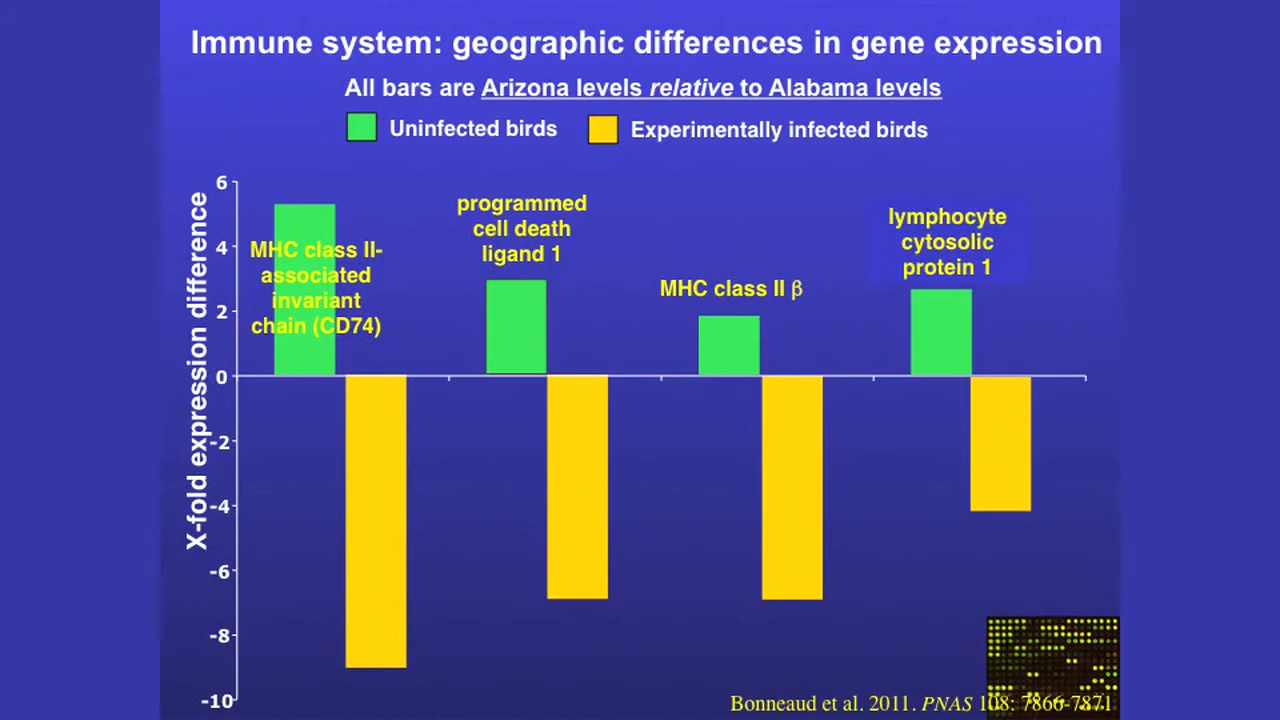 Immune system: geographic differences in gene expression
All bars are Arizona levels relative to Alabama levels
Uninfected birds
Experimentally infected birds
X-fold expression difference
6
4
2
0
-2
-4
-6
-8
-10
MHC class II-
associated
invariant
chain (CD74)
programmed
cell death
ligand 1
MHC class II β
lymphocyte
cytosolic
protein 1
Bonneaud et al. 2011. PNAS 108: 7866-7871